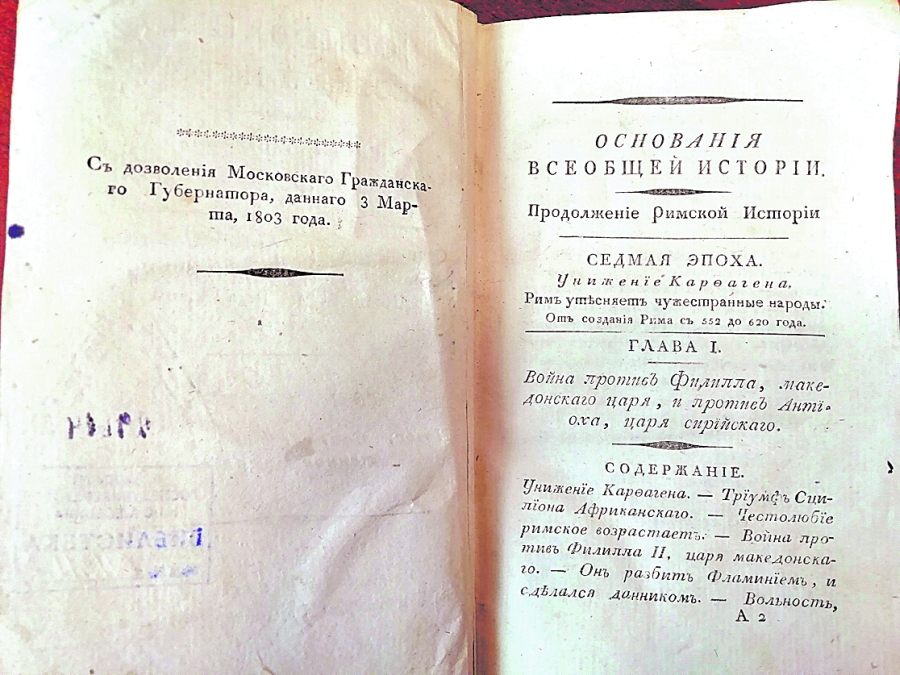 Съ дозволенія Московскаго Гражданска-
го Губернатора, даннаго 3 Мар-
та, 1803 года.
ОСНОВАНІЯ
ВСЕОБЩЕЙ ИСТОРІИ.
Продолженіе Римской Исторіи
СЕДМАЯ ЭПОХА.
Униженіе Карѳагена.
Римъ утѣсняетъ чужестранные народы.
Отъ созданія Рима съ 552 до 620 года.
ГЛАВА I.
Война противъ Филиппа, маке-
донскаго царя, и противъ Анті-
оха, царя сирійскаго.
СОДЕРЖАНІЕ.
Униженіе Карѳагена. — Тріумфъ Сци-
піона Африканскаго. — Честолюбіе
римское возрастаетъ. — Война про-
тивъ Филиппа II, царя македонска-
го. — Онъ разбитъ Фламиніемъ, и
сдѣлался данникомъ. — Вольность,
А 2
БИБЛИОТЕКА